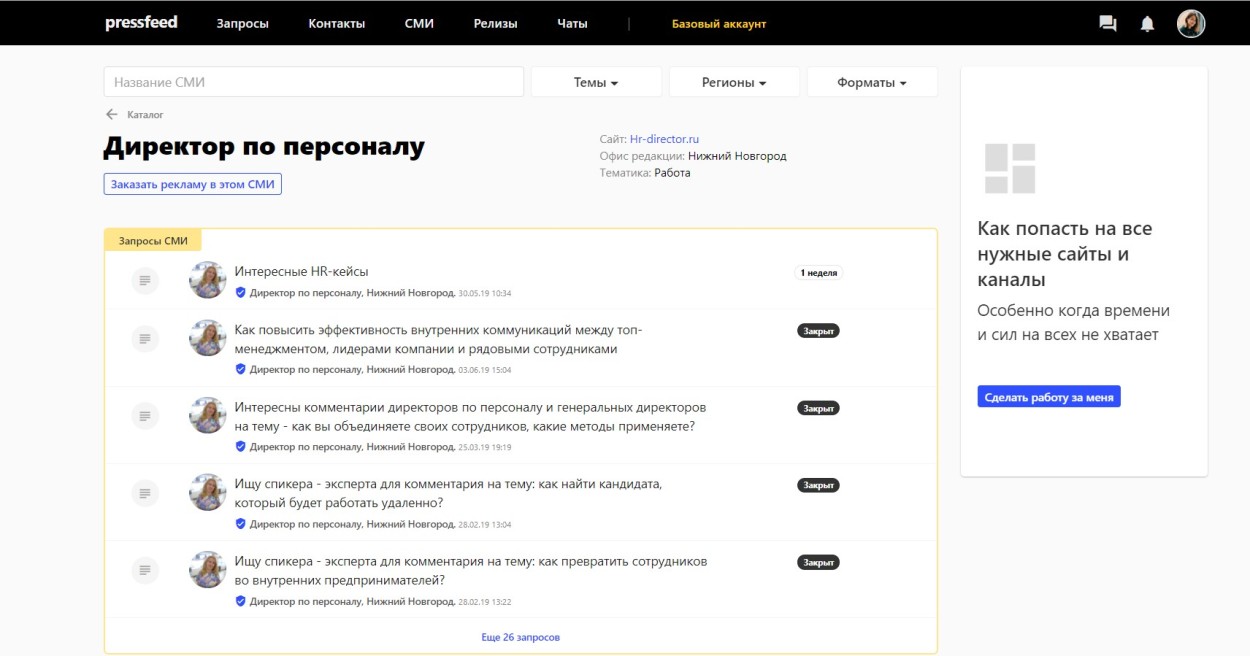 pressfeed Запросы Контакты СМИ Релизы Чаты | Базовый аккаунт
Название СМИ Темы Регионы Форматы
← Каталог
Директор по персоналу
Заказать рекламу в этом СМИ
Сайт: Hr-director.ru
Офис редакции: Нижний Новгород
Тематика: Работа
Запросы СМИ
Интересные HR-кейсы
1 неделя
Директор по персоналу, Нижний Новгород, 30.05.19 10:34
Как повысить эффективность внутренних коммуникаций между топ-
менеджментом, лидерами компании и рядовыми сотрудниками
Закрыт
Директор по персоналу, Нижний Новгород, 03.06.19 15:04
Интересны комментарии директоров по персоналу и генеральных директоров
на тему - как вы объединяете своих сотрудников, какие методы применяете?
Закрыт
Директор по персоналу, Нижний Новгород, 25.03.19 19:19
Ищу спикера - эксперта для комментария на тему: как найти кандидата,
который будет работать удаленно?
Закрыт
Директор по персоналу, Нижний Новгород, 28.02.19 13:04
Ищу спикера - эксперта для комментария на тему: как превратить сотрудников
во внутренних предпринимателей?
Закрыт
Директор по персоналу, Нижний Новгород, 28.02.19 13:22
Еще 26 запросов
Как попасть на все
нужные сайты и
каналы
Особенно когда времени
и сил на всех не хватает
Сделать работу за меня